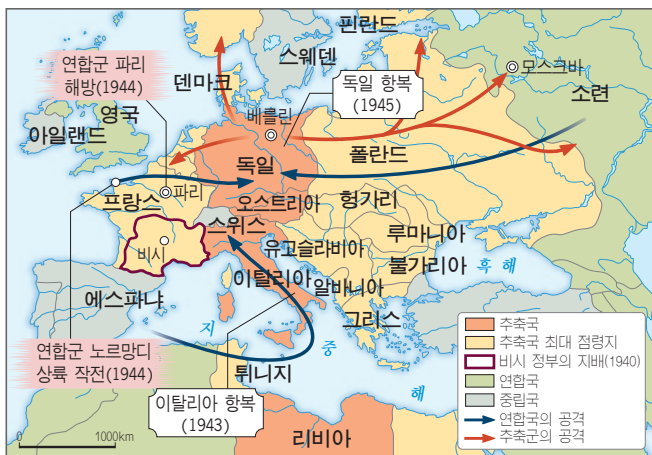 핀란드
스웨덴
모스크바
연합군 파리
해방(1944)
덴마크
독일 항복
(1945)
소련
영국
아일랜드
베를린
독일
폴란드
파리
프랑스
오스트리아
헝가리
스위스
비시
루마니아
유고슬라비아
불가리아
흑해
이탈리아
알바니아
에스파냐
그리스
지
중
해
연합군 노르망디
상륙 작전(1944)
튀니지
이탈리아 항복
(1943)
리비아
0 1000km
추축국
추축국 최대 점령지
비시 정부의 지배(1940)
연합국
중립국
연합국의 공격
추축군의 공격